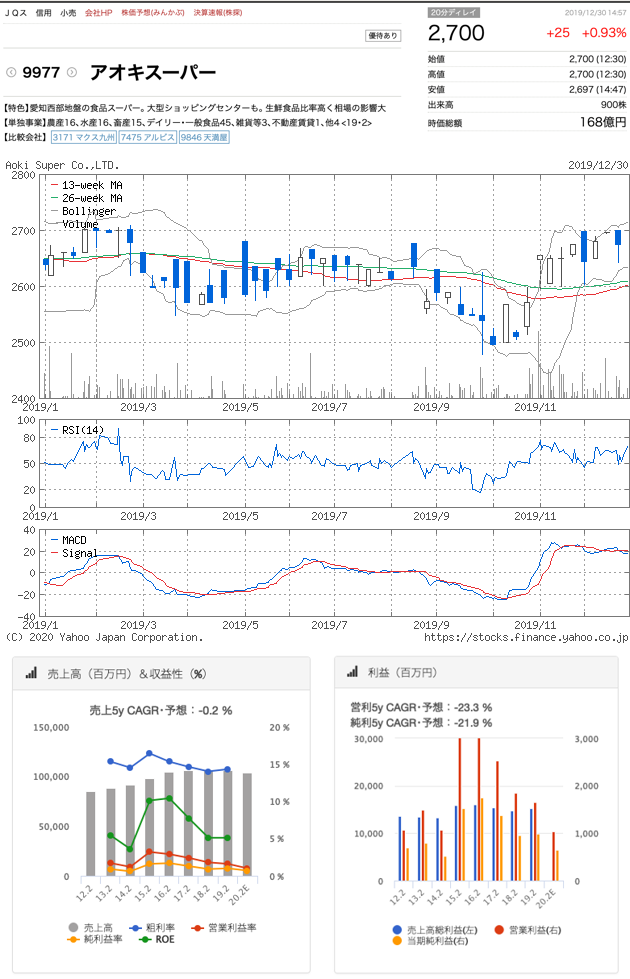 JQス 信用 小売 会社HP 株価予想(みんかぶ) 決算速報(株探)
優待あり
9977 アオキスーパー
【特色】愛知西部地盤の食品スーパー。大型ショッピングセンターも。生鮮食品比率高く相場の影響大
【単独事業】農産16、水産16、畜産15、デイリー・一般食品45、雑貨等3、不動産賃貸1、他4 <19・2>
【比較会社】 3171 マクス九州 7475 アルビス 9846 天満屋
20分ディレイ 2019/12/30 14:57
2,700 +25 +0.93%
始値 2,700 (12:30)
高値 2,700 (12:30)
安値 2,697 (14:47)
出来高 900株
時価総額 168億円
Aoki Super Co.,LTD. 2019/12/30
2800
13-week MA
26-week MA
Bollinger
Volume
2700
2600
2500
2400
2019/1 2019/3 2019/5 2019/7 2019/9 2019/11
100
RSI(14)
80
50
20
0
2019/1 2019/3 2019/5 2019/7 2019/9 2019/11
40
MACD
20
Signal
0
-20
-40
2019/1 2019/3 2019/5 2019/7 2019/9 2019/11
(C) 2020 Yahoo Japan Corporation. https://stocks.finance.yahoo.co.jp
売上高（百万円）＆収益性（%）
売上5y CAGR・予想：-0.2 %
150,000 20 %
15 %
100,000
10 %
50,000
5 %
0 0 %
12.2 13.2 14.2 15.2 16.2 17.2 18.2 19.2 20.2E
売上高 粗利率 営業利益率
純利益率 ROE
利益（百万円）
営利5y CAGR・予想：-23.3 %
純利5y CAGR・予想：-21.9 %
30,000 3,000
20,000 2,000
10,000 1,000
0 0
12.2 13.2 14.2 15.2 16.2 17.2 18.2 19.2 20.2E
売上高総利益(左) 営業利益(右)
当期純利益(右)